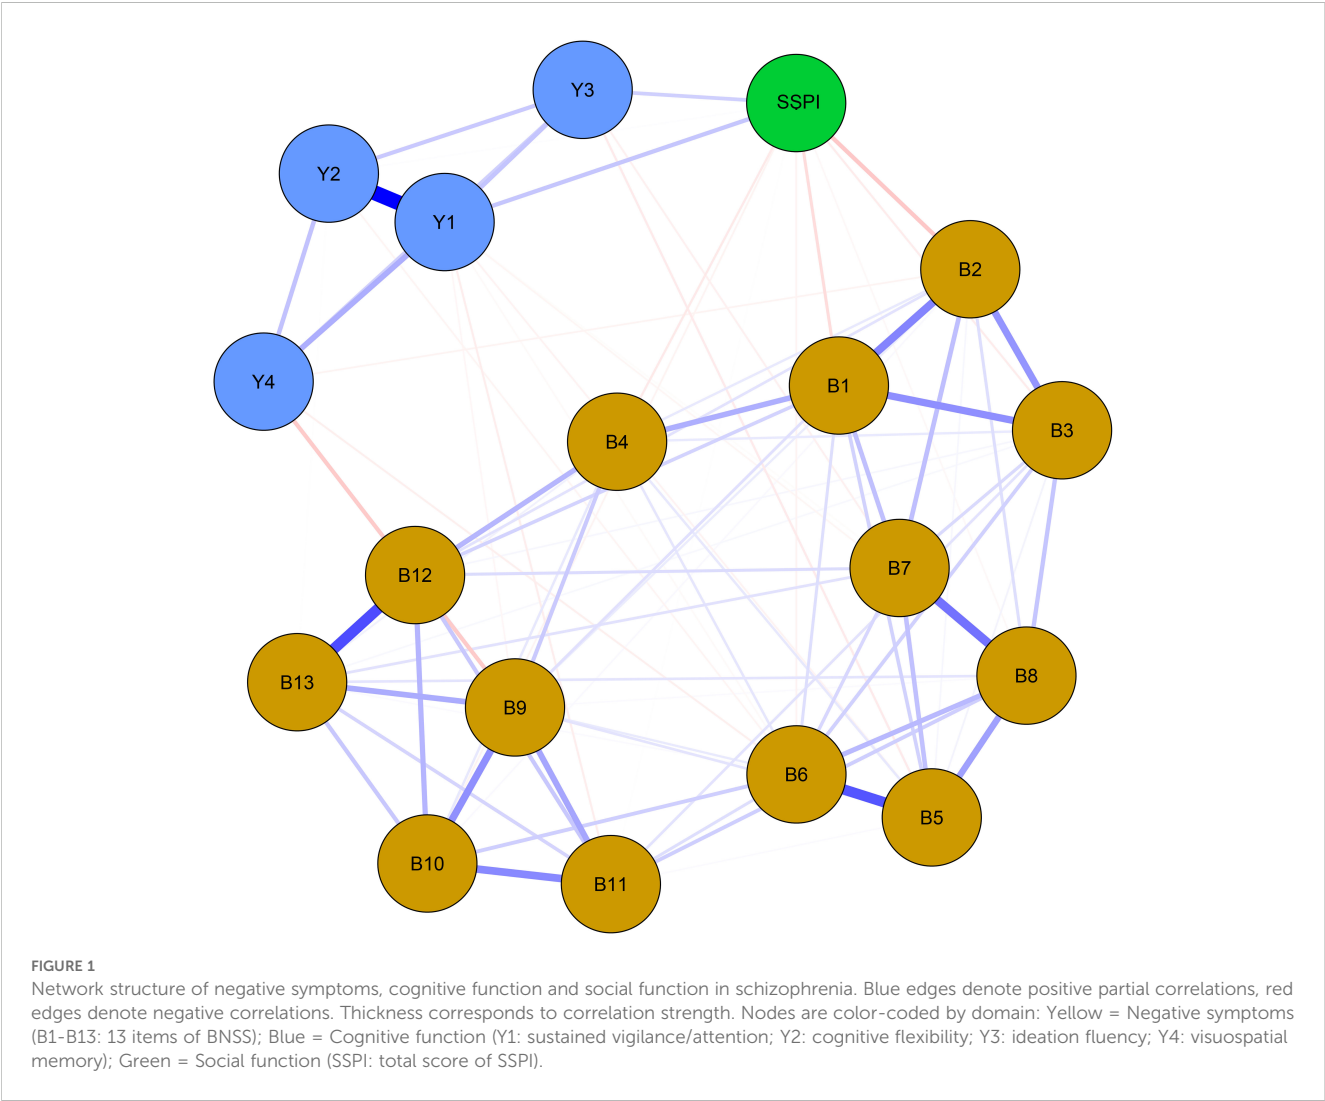 Y3
SSPI
Y2
Y1
B2
Y4
B1
B3
B4
B7
B12
B8
B13
B9
B6
B5
B10
B11
FIGURE 1
Network structure of negative symptoms, cognitive function and social function in schizophrenia. Blue edges denote positive partial correlations, red
edges denote negative correlations. Thickness corresponds to correlation strength. Nodes are color-coded by domain: Yellow = Negative symptoms
(B1-B13: 13 items of BNSS); Blue = Cognitive function (Y1: sustained vigilance/attention; Y2: cognitive flexibility; Y3: ideation fluency; Y4: visuospatial
memory); Green = Social function (SSPI: total score of SSPI).